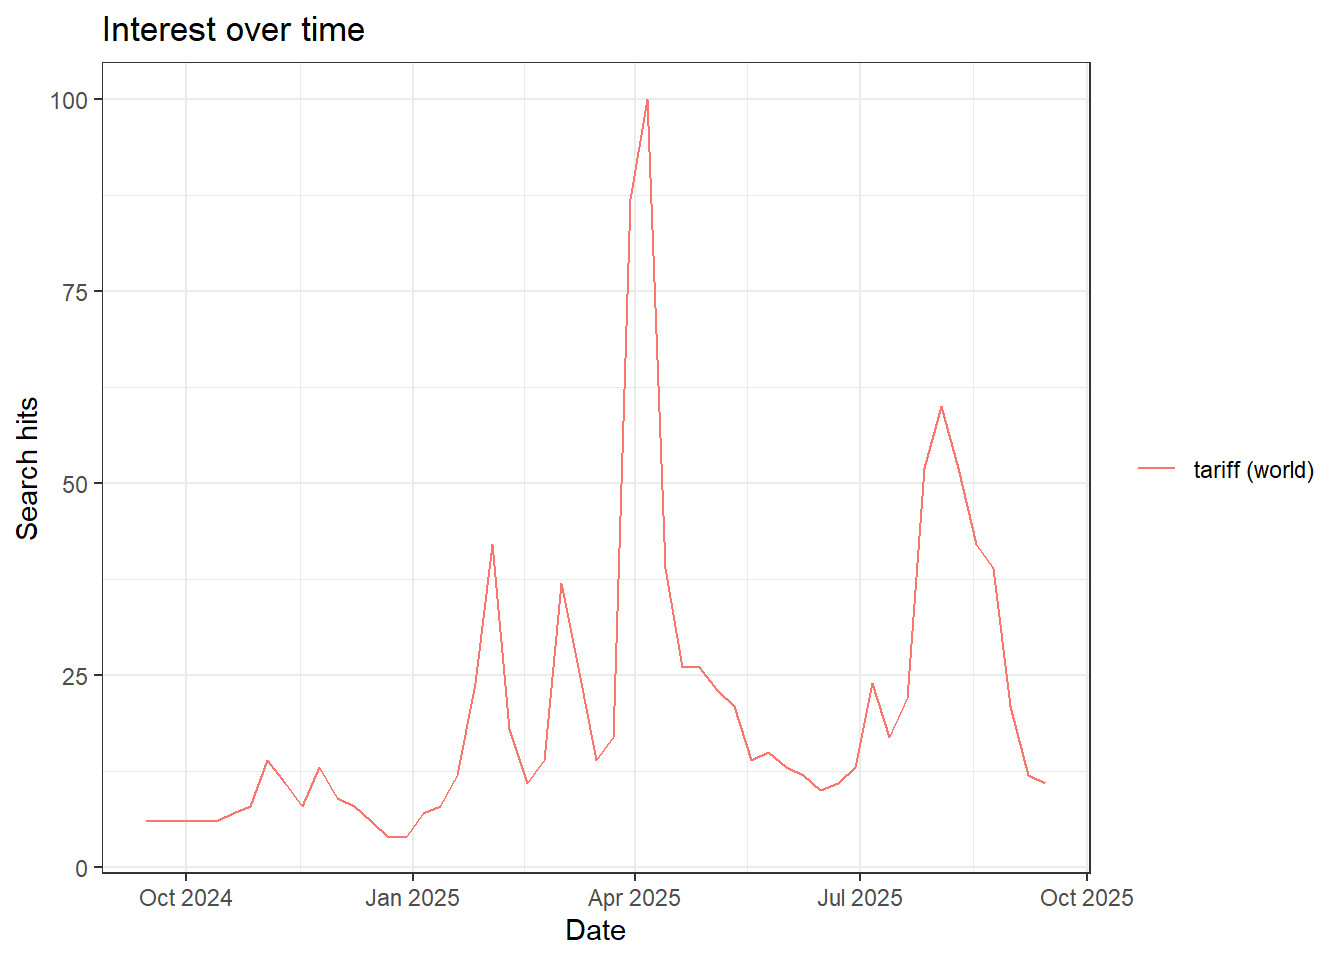 Interest over time
100
75
50
25
0
Search hits
Oct 2024
Jan 2025
Apr 2025
Jul 2025
Oct 2025
Date
tariff (world)